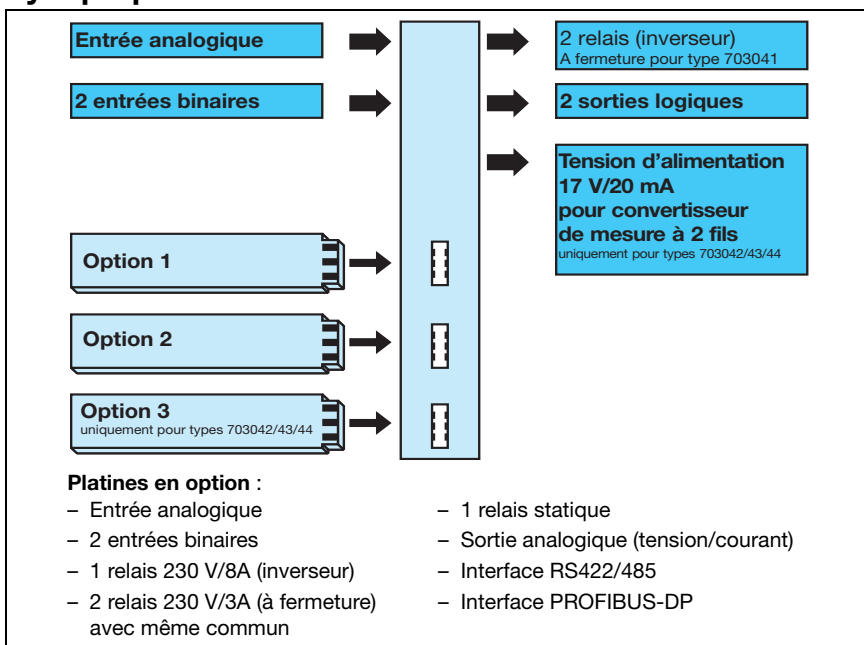 Entrée analogique
2 entrées binaires
2 relais (inverseur)
A fermeture pour type 703041
2 sorties logiques
Tension d'alimentation
17 V/20 mA
pour convertisseur
de mesure à 2 fils
uniquement pour types 703042/43/44
Option 1
Option 2
Option 3
uniquement pour types 703042/43/44
Platines en option :
– Entrée analogique
– 2 entrées binaires
– 1 relais 230 V/8A (inverseur)
– 2 relais 230 V/3A (à fermeture)
avec même commun
– 1 relais statique
– Sortie analogique (tension/courant)
– Interface RS422/485
– Interface PROFIBUS-DP